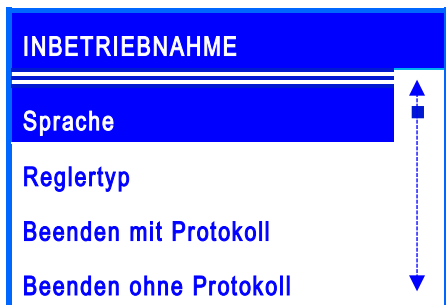 INBETRIEBNAHME
Sprache
Reglertyp
Beenden mit Protokoll
Beenden ohne Protokoll